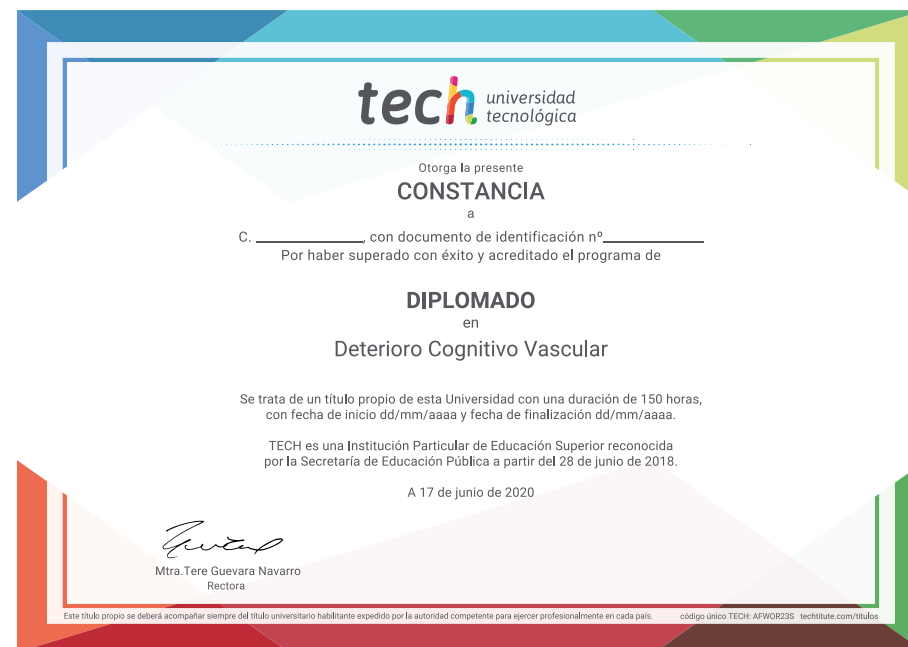 tech universidad
tecnológica
Otorga la presente
CONSTANCIA
a
C. ____________, con documento de identificación nº____________
Por haber superado con éxito y acreditado el programa de
DIPLOMADO
en
Deterioro Cognitivo Vascular
Se trata de un título propio de esta Universidad con una duración de 150 horas,
con fecha de inicio dd/mm/aaaa y fecha de finalización dd/mm/aaaa.
TECH es una Institución Particular de Educación Superior reconocida
por la Secretaría de Educación Pública a partir del 28 de junio de 2018.
A 17 de junio de 2020
Mtra.Tere Guevara Navarro
Rectora
Este título propio se deberá acompañar siempre del título universitario habilitante expedido por la autoridad competente para ejercer profesionalmente en cada país. código único TECH: AFWOR23S techtitute.com/titulos